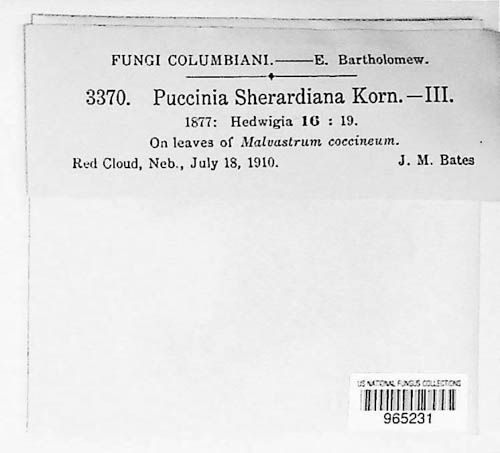 FUNGI COLUMBIANI.——E. Bartholomew.
3370. Puccinia Sherardiana Korn.—III.
1877: Hedwigia 16 : 19.
On leaves of Malvastrum coccineum.
Red Cloud, Neb., July 18, 1910. J. M. Bates
US NATIONAL FUNGUS COLLECTIONS
965231